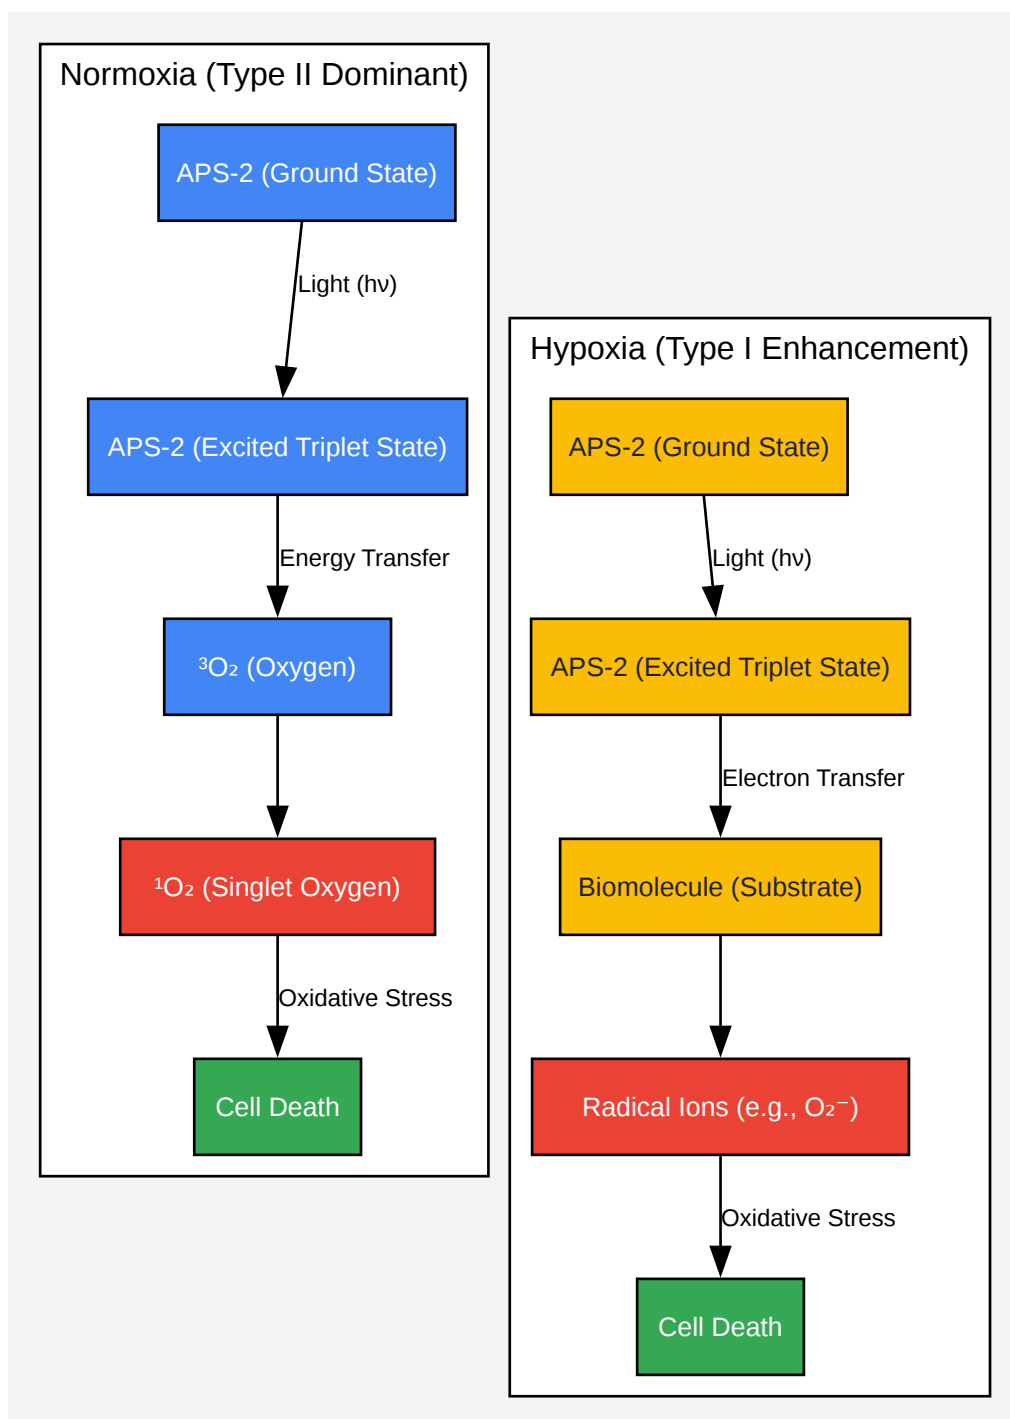 Normoxia (Type II Dominant)
APS-2 (Ground State)
Light (hν)
APS-2 (Excited Triplet State)
Energy Transfer
³O₂ (Oxygen)
¹O₂ (Singlet Oxygen)
Oxidative Stress
Cell Death
Hypoxia (Type I Enhancement)
APS-2 (Ground State)
Light (hν)
APS-2 (Excited Triplet State)
Electron Transfer
Biomolecule (Substrate)
Radical Ions (e.g., O₂⁻)
Oxidative Stress
Cell Death